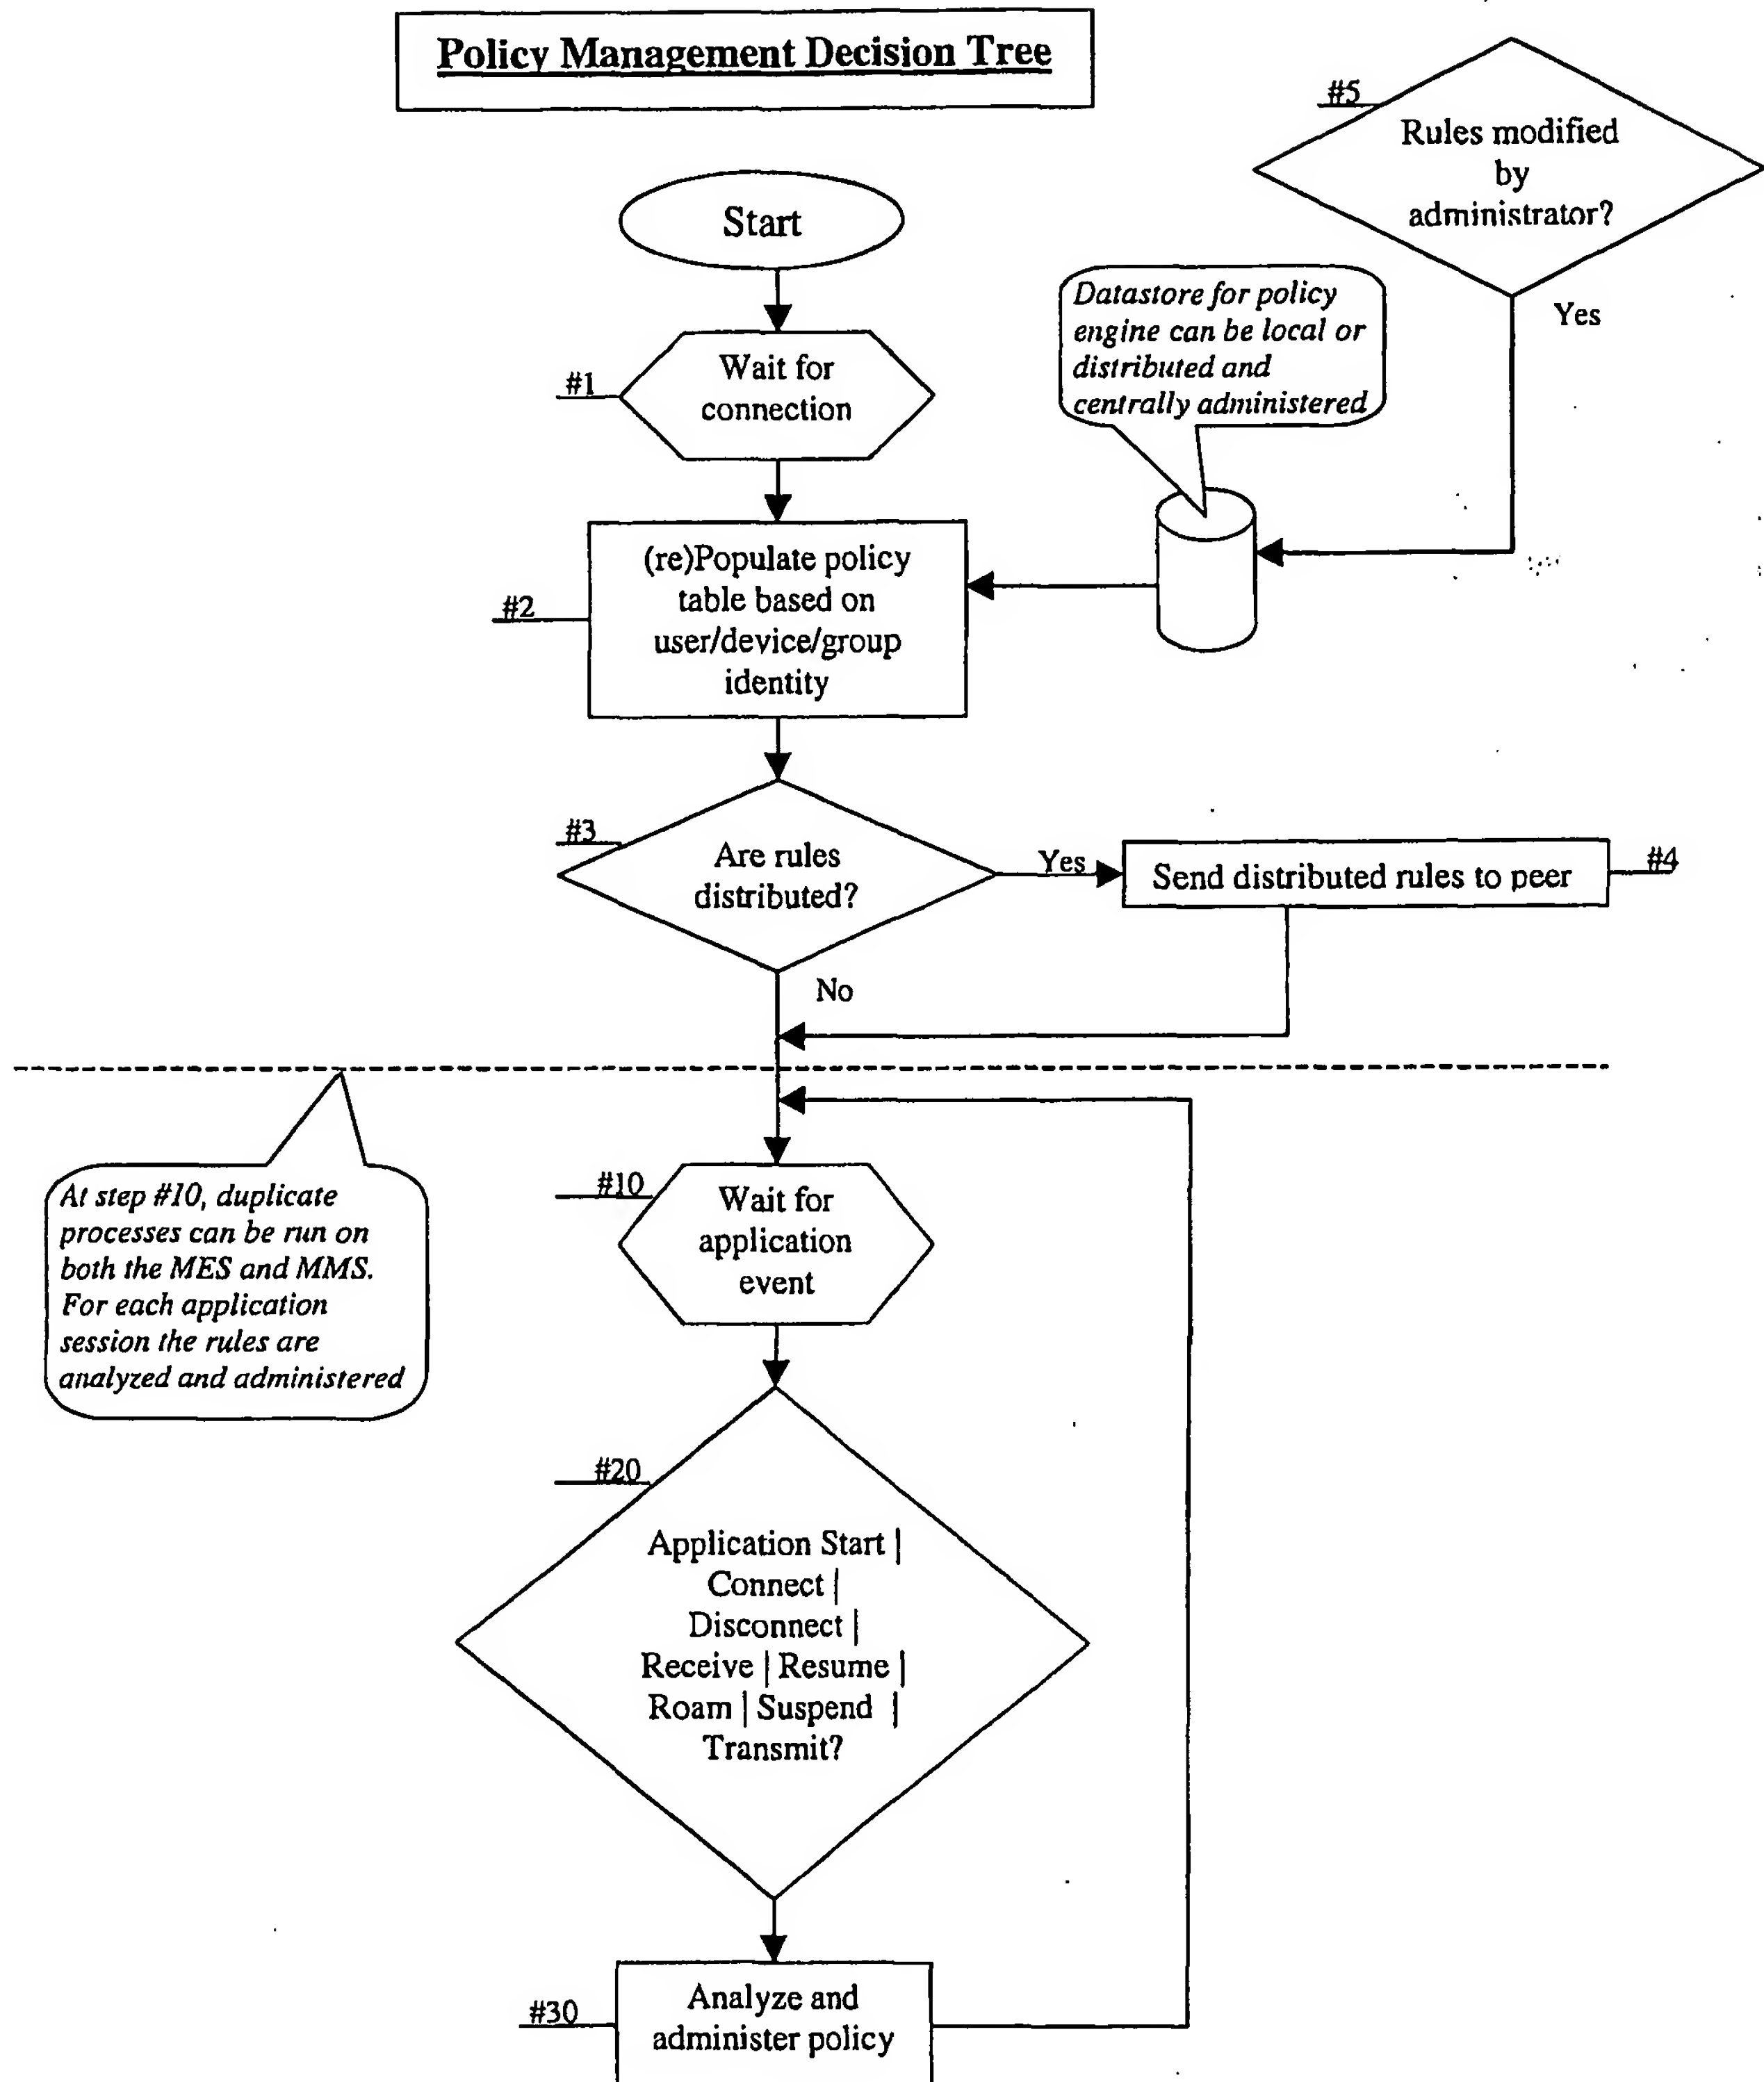 Policy Management Decision Tree
#5
Rules modified
by
administrator?
Yes
Start
Datastore for policy
engine can be local or
distributed and
centrally administered
#1
Wait for
connection
#2
(re)Populate policy
table based on
user/device/group
identity
#3
Are rules
distributed?
Yes
Send distributed rules to peer
#4
No
At step #10, duplicate
processes can be run on
both the MES and MMS.
For each application
session the rules are
analyzed and administered
#10
Wait for
application
event
#20
Application Start |
Connect |
Disconnect |
Receive | Resume |
Roam | Suspend |
Transmit?
#30
Analyze and
administer policy